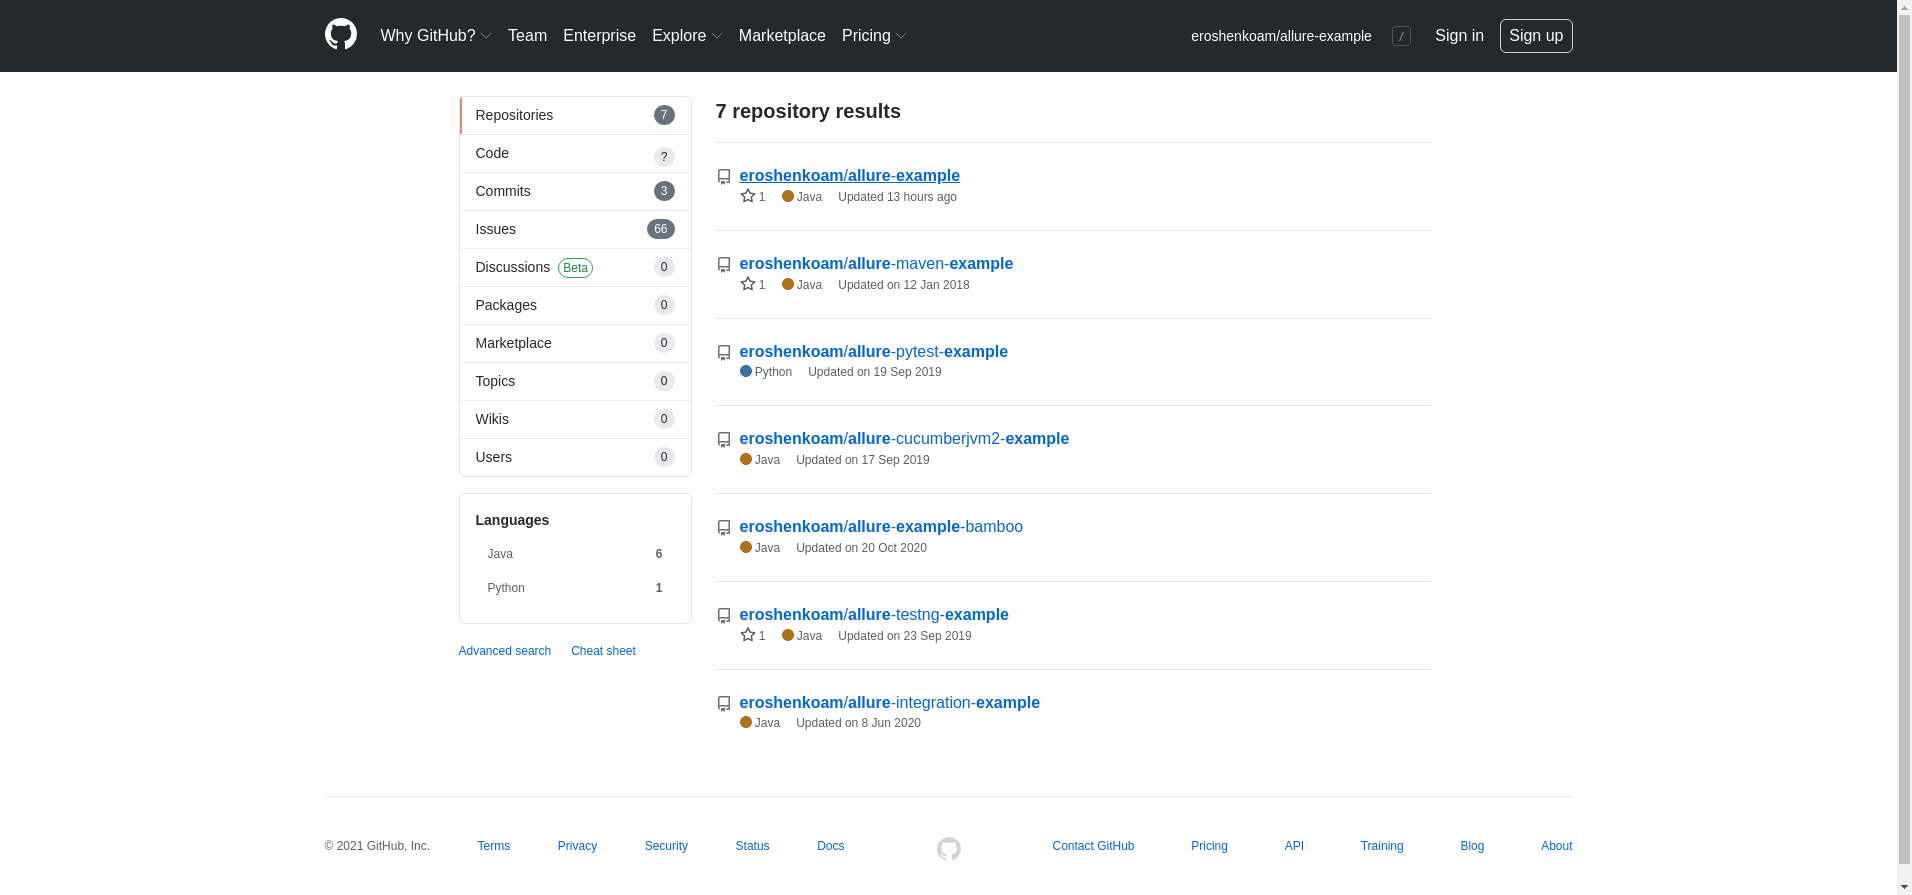 Why GitHub? Team Enterprise Explore Marketplace Pricing eroshenkoam/allure-example / Sign in Sign up
Repositories 7
Code ?
Commits 3
Issues 66
Discussions Beta 0
Packages 0
Marketplace 0
Topics 0
Wikis 0
Users 0
Languages
Java 6
Python 1
Advanced search Cheat sheet
7 repository results
eroshenkoam/allure-example
1 Java Updated 13 hours ago
eroshenkoam/allure-maven-example
1 Java Updated on 12 Jan 2018
eroshenkoam/allure-pytest-example
Python Updated on 19 Sep 2019
eroshenkoam/allure-cucumberjvm2-example
Java Updated on 17 Sep 2019
eroshenkoam/allure-example-bamboo
Java Updated on 20 Oct 2020
eroshenkoam/allure-testng-example
1 Java Updated on 23 Sep 2019
eroshenkoam/allure-integration-example
Java Updated on 8 Jun 2020
© 2021 GitHub, Inc. Terms Privacy Security Status Docs Contact GitHub Pricing API Training Blog About